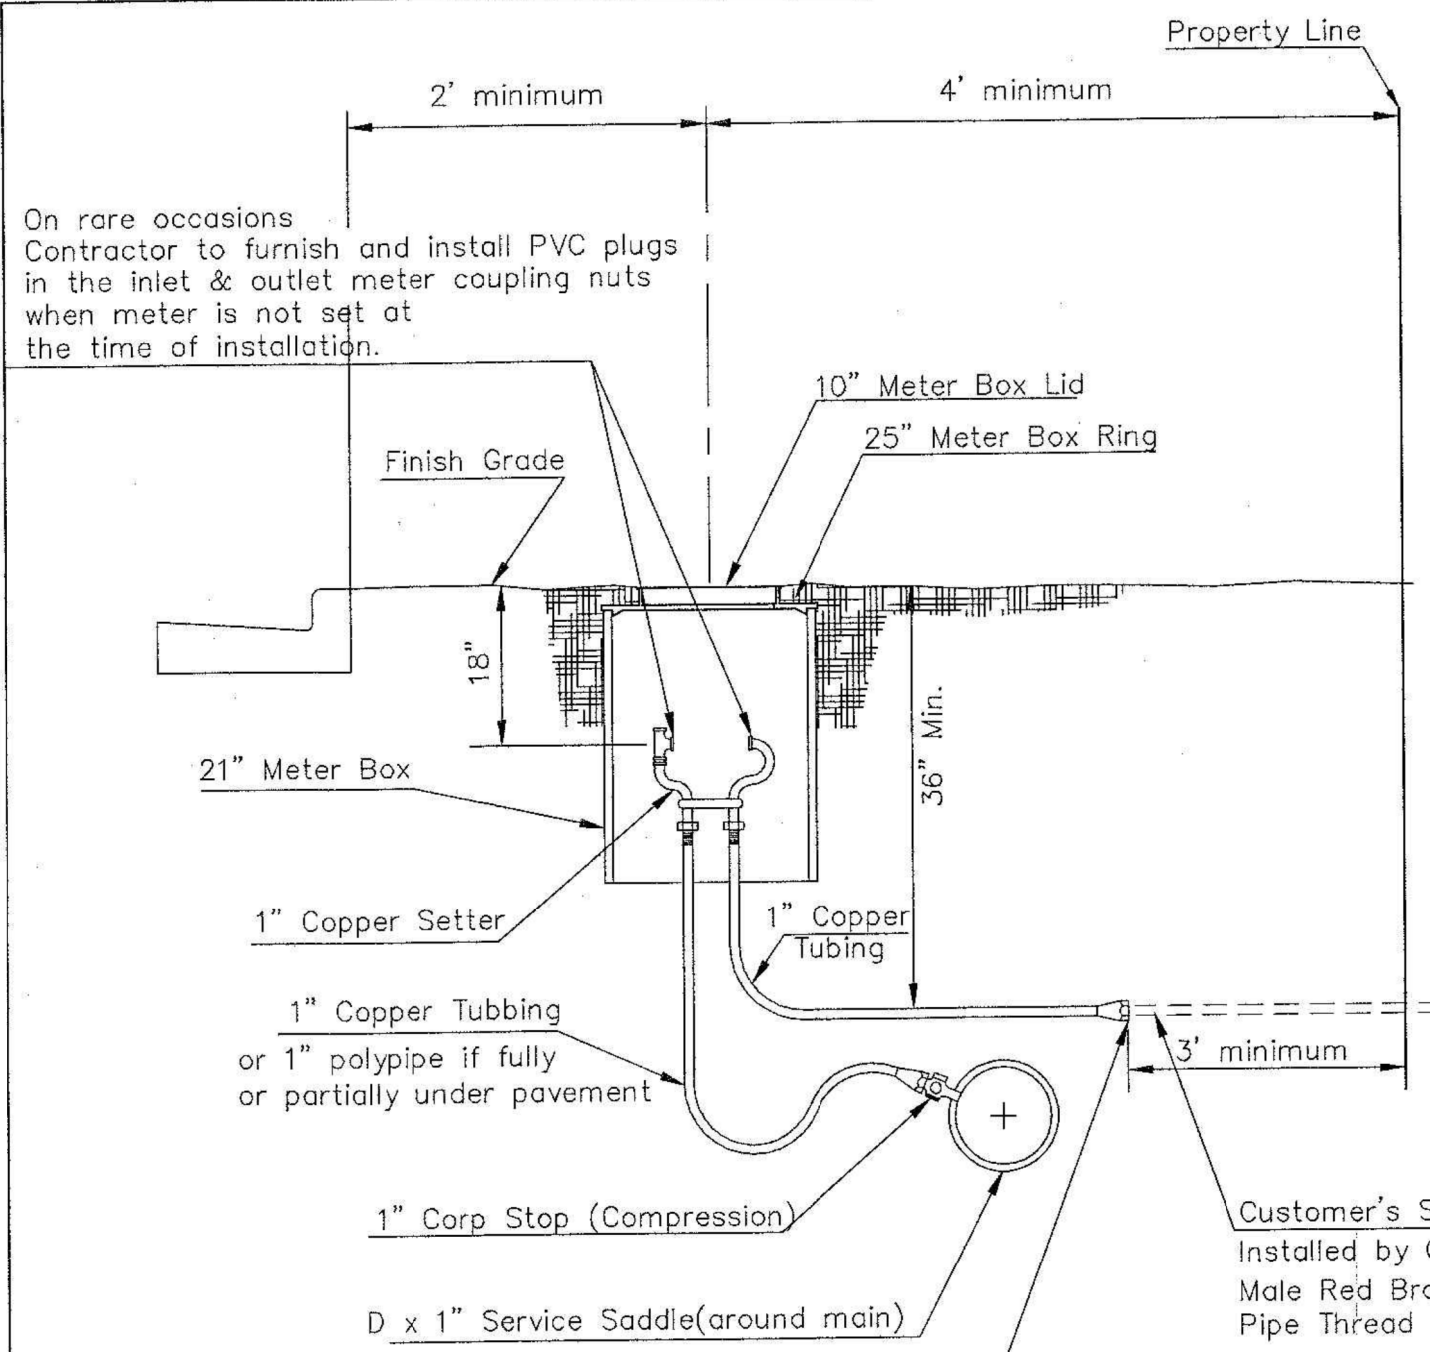 Property Line
2' minimum
4' minimum
On rare occasions
Contractor to furnish and install PVC plugs
in the inlet & outlet meter coupling nuts
when meter is not set at
the time of installation.
10" Meter Box Lid
25" Meter Box Ring
Finish Grade
18"
36" Min.
21" Meter Box
1" Copper Setter
1" Copper
Tubing
1" Copper Tubbing
or 1" polypipe if fully
or partially under pavement
3' minimum
1" Corp Stop (Compression)
D x 1" Service Saddle(around main)
Customer's S
Installed by
Male Red Bra
Pipe Thread